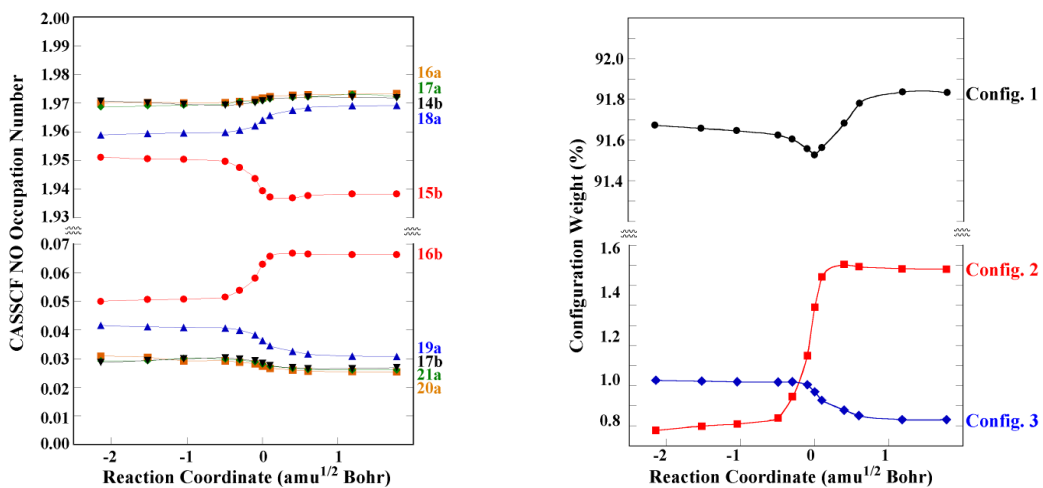 CASSCF NO Occupation Number
2.00
1.99
1.98
1.97
1.96
1.95
1.94
1.93
0.07
0.06
0.05
0.04
0.03
0.02
0.01
0.00
16a
17a
14b
18a
15b
16b
19a
17b
21a
20a
-2 -1 0 1
Reaction Coordinate (amu1/2 Bohr)
Configuration Weight (%)
92.0
91.8
91.6
91.4
1.6
1.4
1.2
1.0
0.8
Config. 1
Config. 2
Config. 3
-2 -1 0 1
Reaction Coordinate (amu1/2 Bohr)